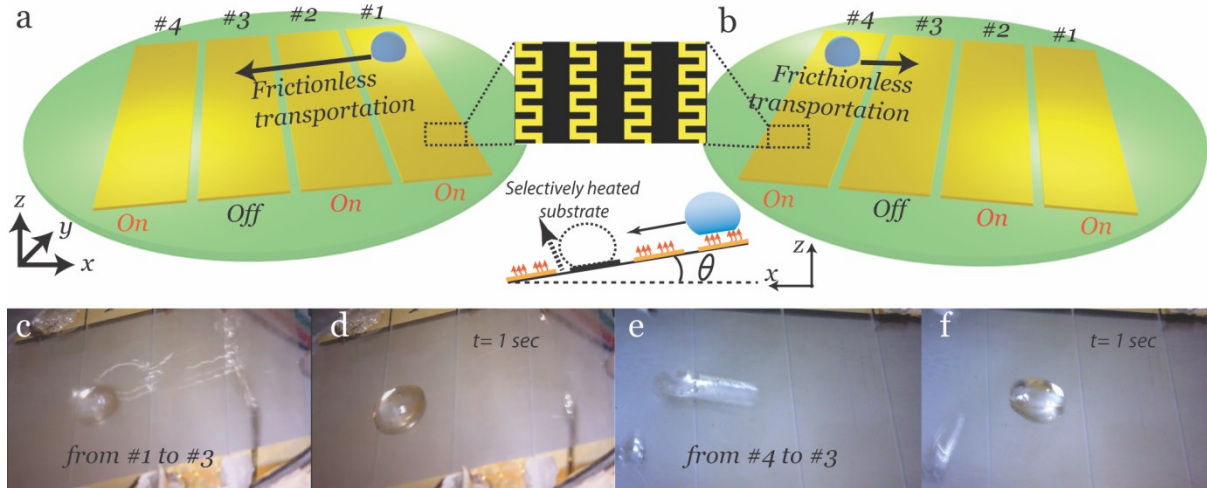 a
#4 #3 #2 #1
Frictionless
transportation
On Off On On
z
y
x
b
#4 #3 #2 #1
Fricthionless
transportation
On Off On On
Selectively heated
substrate
θ
x
z
c
from #1 to #3
d
t= 1 sec
e
from #4 to #3
f
t= 1 sec